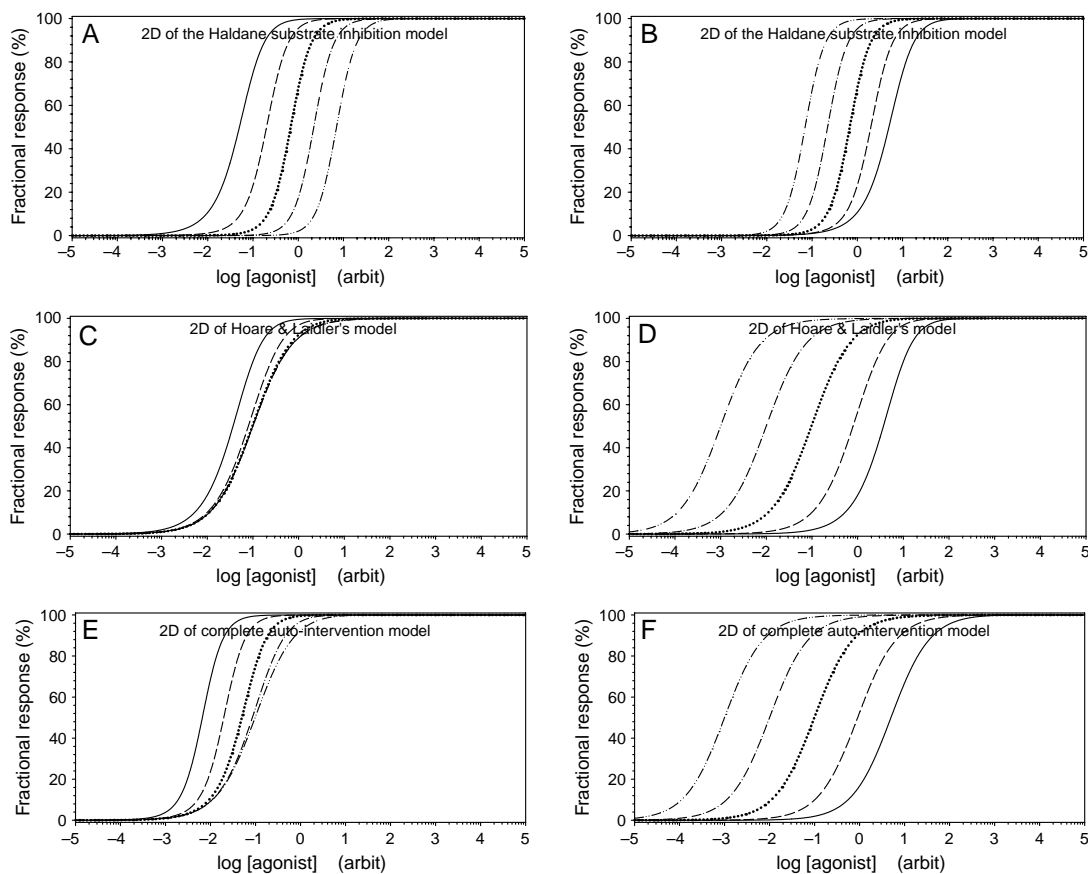 A
2D of the Haldane substrate inhibition model
Fractional response (%)
100
80
60
40
20
0
–5 –4 –3 –2 –1 0 1 2 3 4 5
log [agonist] (arbit)
B
2D of the Haldane substrate inhibition model
Fractional response (%)
100
80
60
40
20
0
–5 –4 –3 –2 –1 0 1 2 3 4 5
log [agonist] (arbit)
C
2D of Hoare & Laidler's model
Fractional response (%)
100
80
60
40
20
0
–5 –4 –3 –2 –1 0 1 2 3 4 5
log [agonist] (arbit)
D
2D of Hoare & Laidler's model
Fractional response (%)
100
80
60
40
20
0
–5 –4 –3 –2 –1 0 1 2 3 4 5
log [agonist] (arbit)
E
2D of complete auto-intervention model
Fractional response (%)
100
80
60
40
20
0
–5 –4 –3 –2 –1 0 1 2 3 4 5
log [agonist] (arbit)
F
2D of complete auto-intervention model
Fractional response (%)
100
80
60
40
20
0
–5 –4 –3 –2 –1 0 1 2 3 4 5
log [agonist] (arbit)